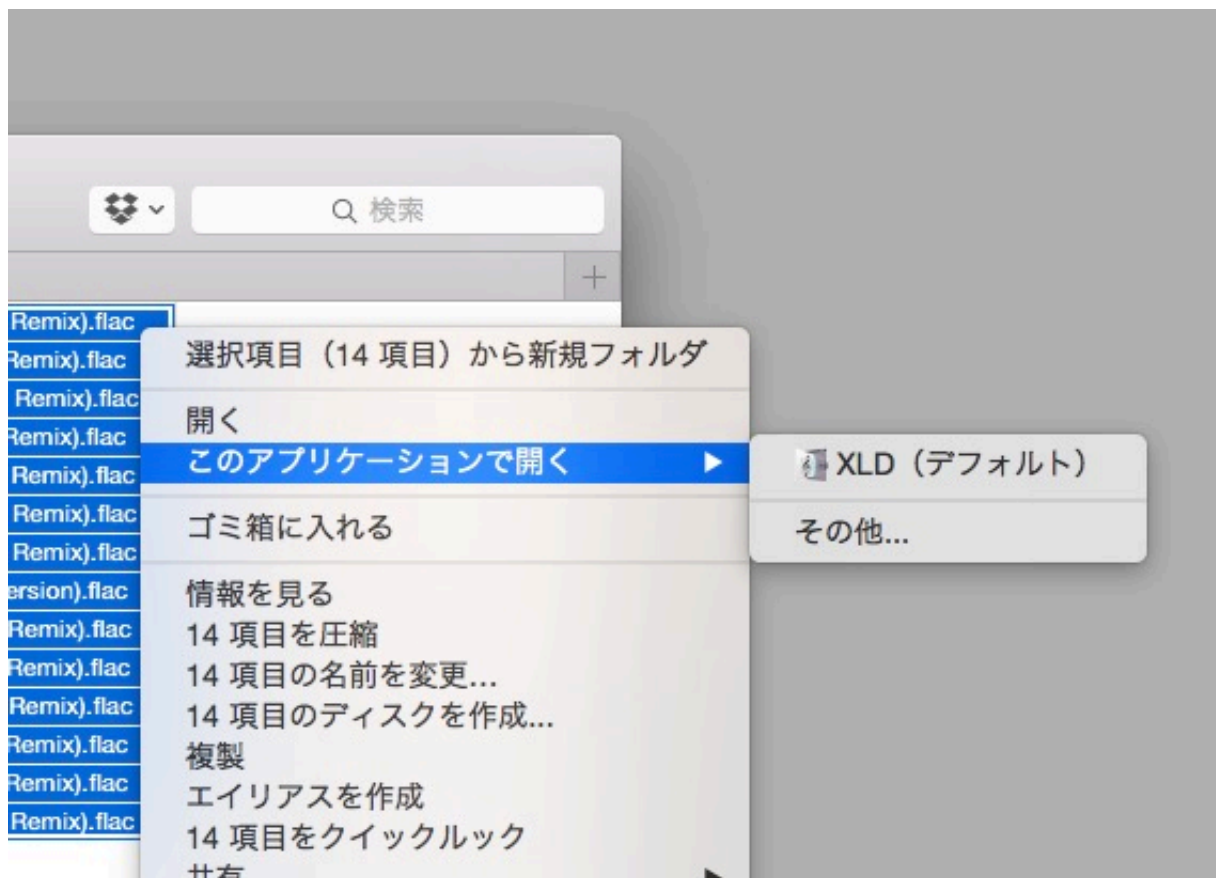 検索
Remix).flac
Remix).flac
Remix).flac
Remix).flac
Remix).flac
Remix).flac
Remix).flac
ersion).flac
Remix).flac
Remix).flac
Remix).flac
Remix).flac
Remix).flac
Remix).flac
選択項目（14 項目）から新規フォルダ
開く
このアプリケーションで開く
ゴミ箱に入れる
情報を見る
14 項目を圧縮
14 項目の名前を変更...
14 項目のディスクを作成...
複製
エイリアスを作成
14 項目をクイックルック
共有
XLD（デフォルト）
その他...